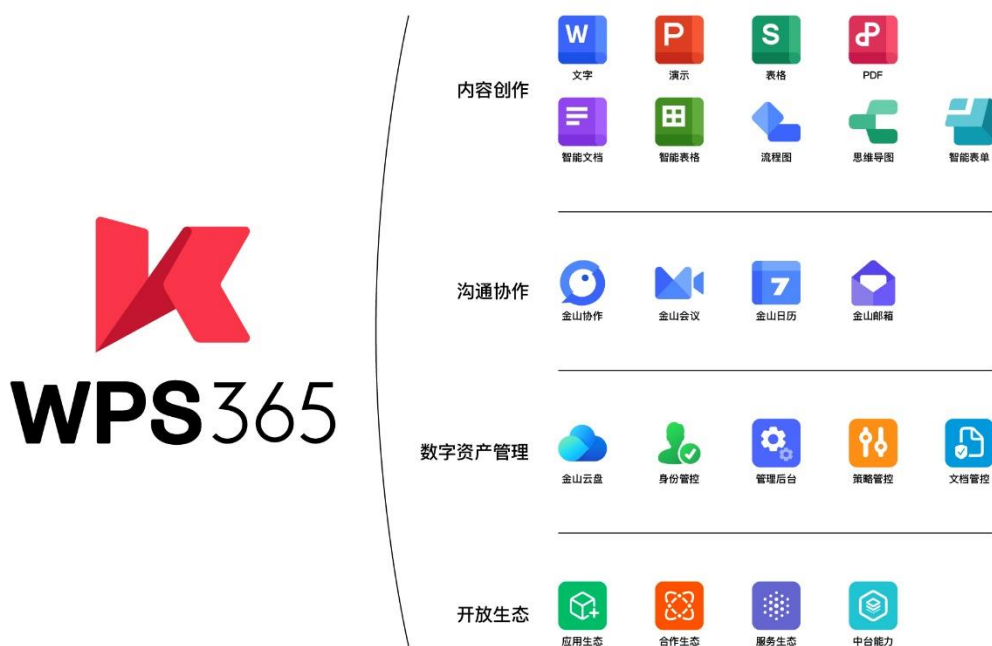 WPS365
内容创作
W
P
S
P
文字
演示
表格
PDF
智能文档
智能表格
流程图
思维导图
智能表单
沟通协作
7
金山协作
金山会议
金山日历
金山邮箱
数字资产管理
金山云盘
身份管控
管理后台
策略管控
文档管控
开放生态
应用生态
合作生态
服务生态
中台能力